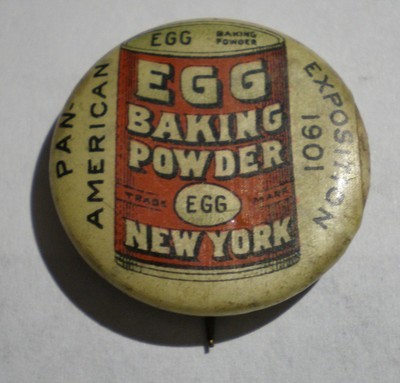 PAN-
AMERICAN
EGG BAKING
POWDER
EGG
BAKING
POWDER
TRADE EGG MARK
NEW YORK
EXPOSITION
1901